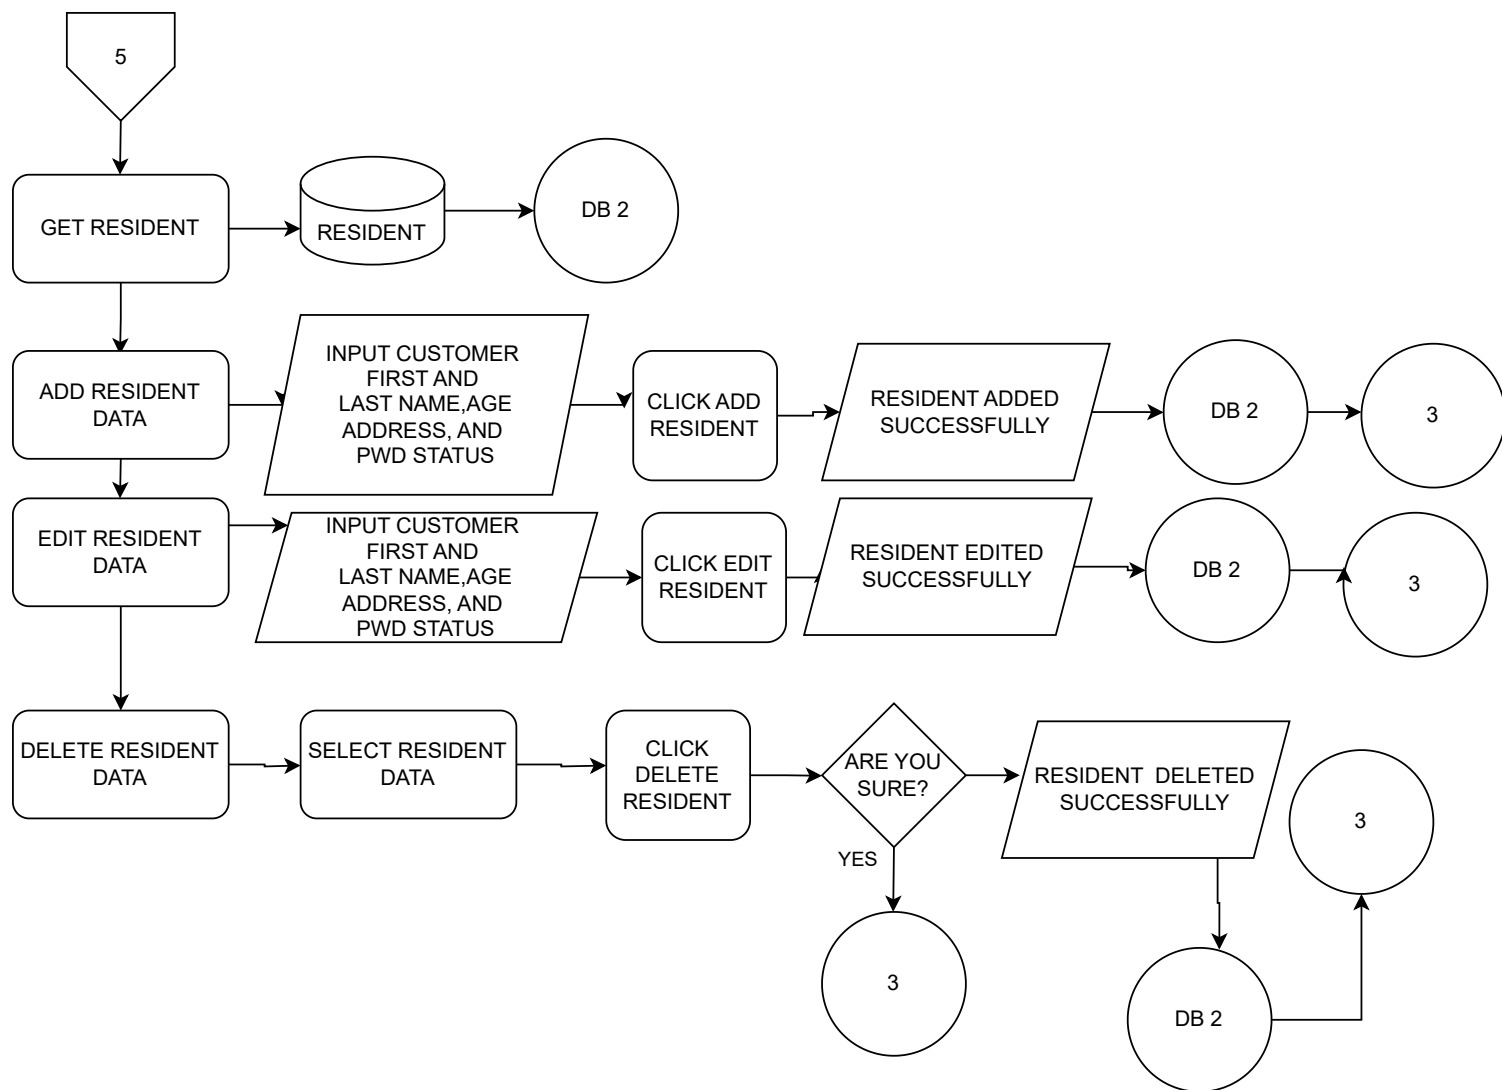 5
GET RESIDENT
RESIDENT
DB 2
ADD RESIDENT
DATA
INPUT CUSTOMER
FIRST AND
LAST NAME,AGE
ADDRESS, AND
PWD STATUS
CLICK ADD
RESIDENT
RESIDENT ADDED
SUCCESSFULLY
DB 2
3
EDIT RESIDENT
DATA
INPUT CUSTOMER
FIRST AND
LAST NAME,AGE
ADDRESS, AND
PWD STATUS
CLICK EDIT
RESIDENT
RESIDENT EDITED
SUCCESSFULLY
DB 2
3
DELETE RESIDENT
DATA
SELECT RESIDENT
DATA
CLICK
DELETE
RESIDENT
ARE YOU
SURE?
YES
3
RESIDENT  DELETED
SUCCESSFULLY
DB 2
3